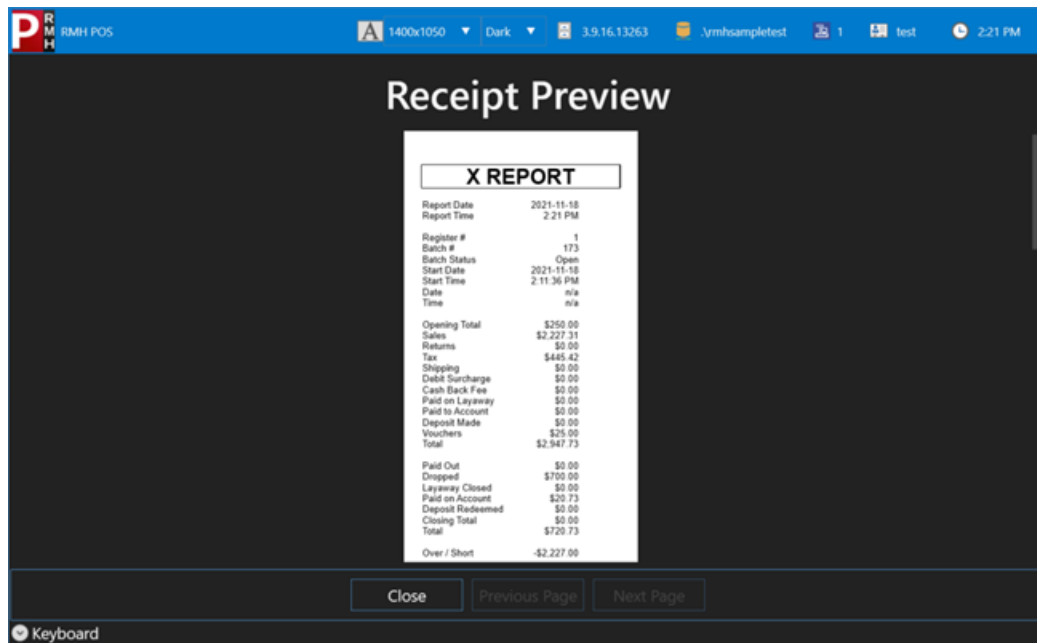 P RMH RMH POS A 1400x1050 Dark 3.9.16.13263 .\rmhsampletest 1 test 2:21 PM
Receipt Preview
X REPORT
Report Date 2021-11-18
Report Time 2:21 PM
Register # 1
Batch # 173
Batch Status Open
Start Date 2021-11-18
Start Time 2:11:36 PM
Date n/a
Time n/a
Opening Total $250.00
Sales $2,227.31
Returns $0.00
Tax $445.42
Shipping $0.00
Debit Surcharge $0.00
Cash Back Fee $0.00
Paid on Layaway $0.00
Paid to Account $0.00
Deposit Made $0.00
Vouchers $25.00
Total $2,947.73
Paid Out $0.00
Dropped $700.00
Layaway Closed $0.00
Paid on Account $20.73
Deposit Redeemed $0.00
Closing Total $0.00
Total $720.73
Over / Short -$2,227.00
Close Previous Page Next Page
Keyboard